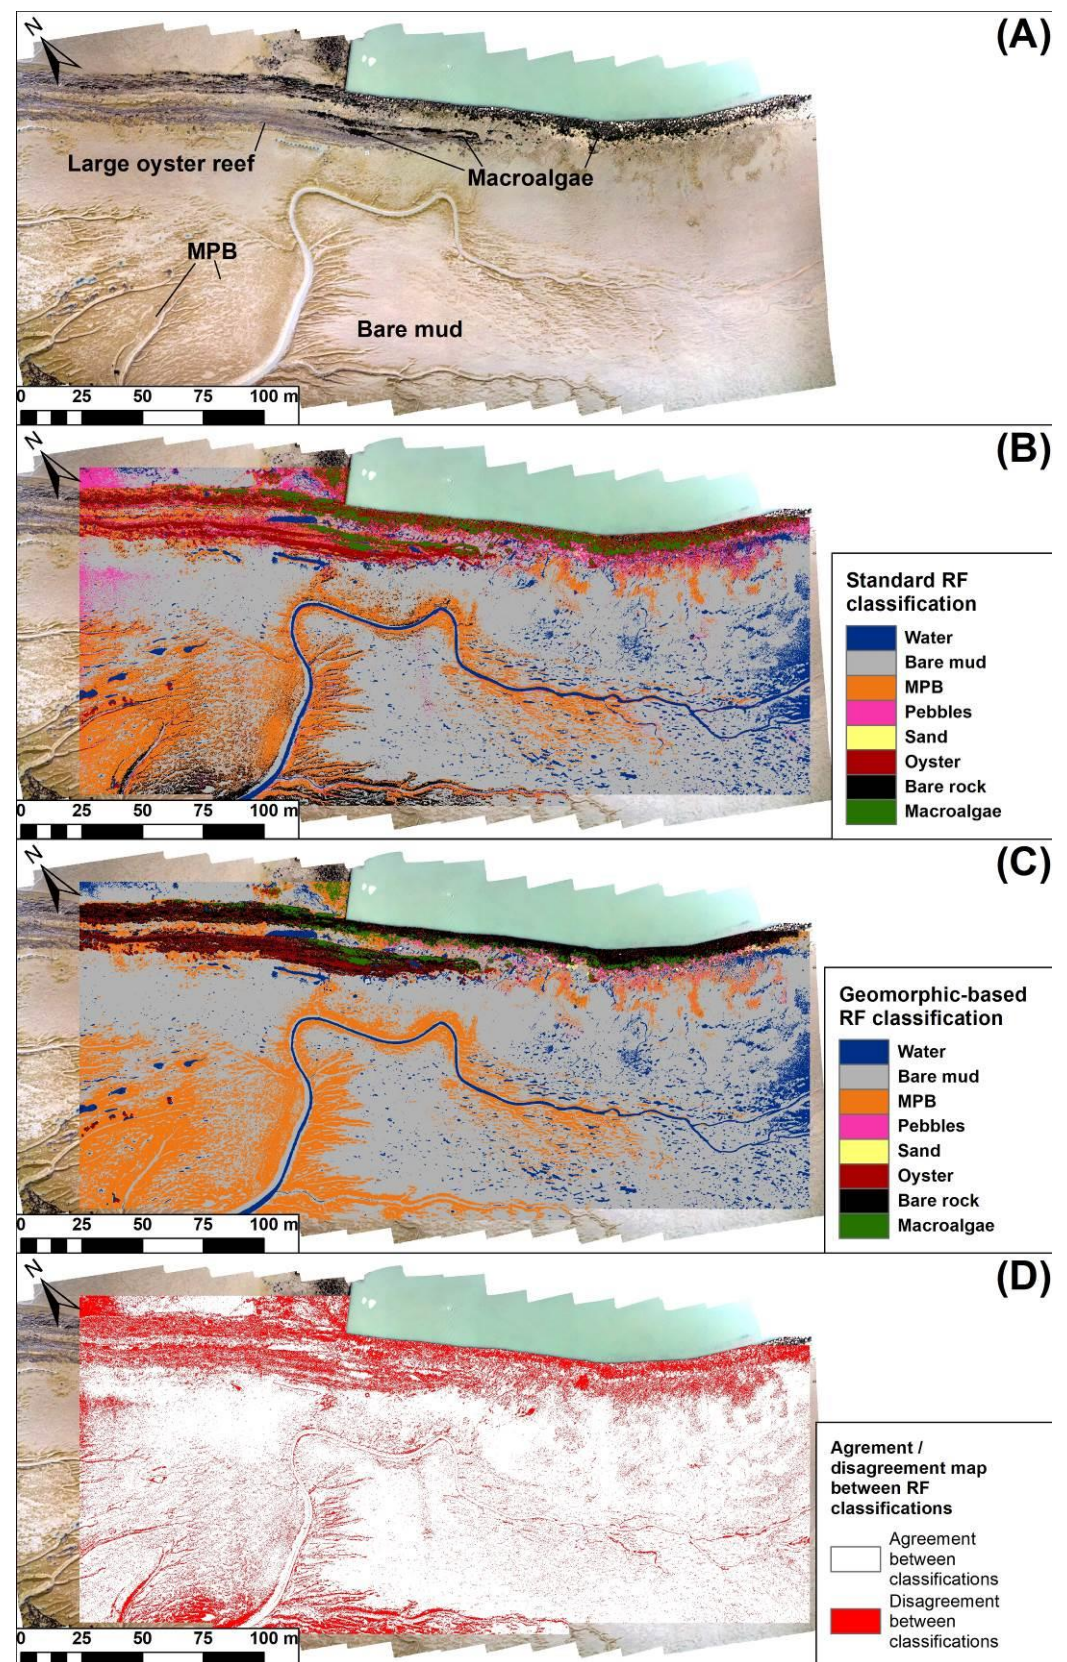 (A)
N
Large oyster reef
Macroalgae
MPB
Bare mud
0 25 50 75 100 m
(B)
N
Standard RF
classification
Water
Bare mud
MPB
Pebbles
Sand
Oyster
Bare rock
Macroalgae
0 25 50 75 100 m
(C)
N
Geomorphic-based
RF classification
Water
Bare mud
MPB
Pebbles
Sand
Oyster
Bare rock
Macroalgae
0 25 50 75 100 m
(D)
N
Agrement /
disagreement map
between RF
classifications
Agreement
between
classifications
Disagreement
between
classifications
0 25 50 75 100 m